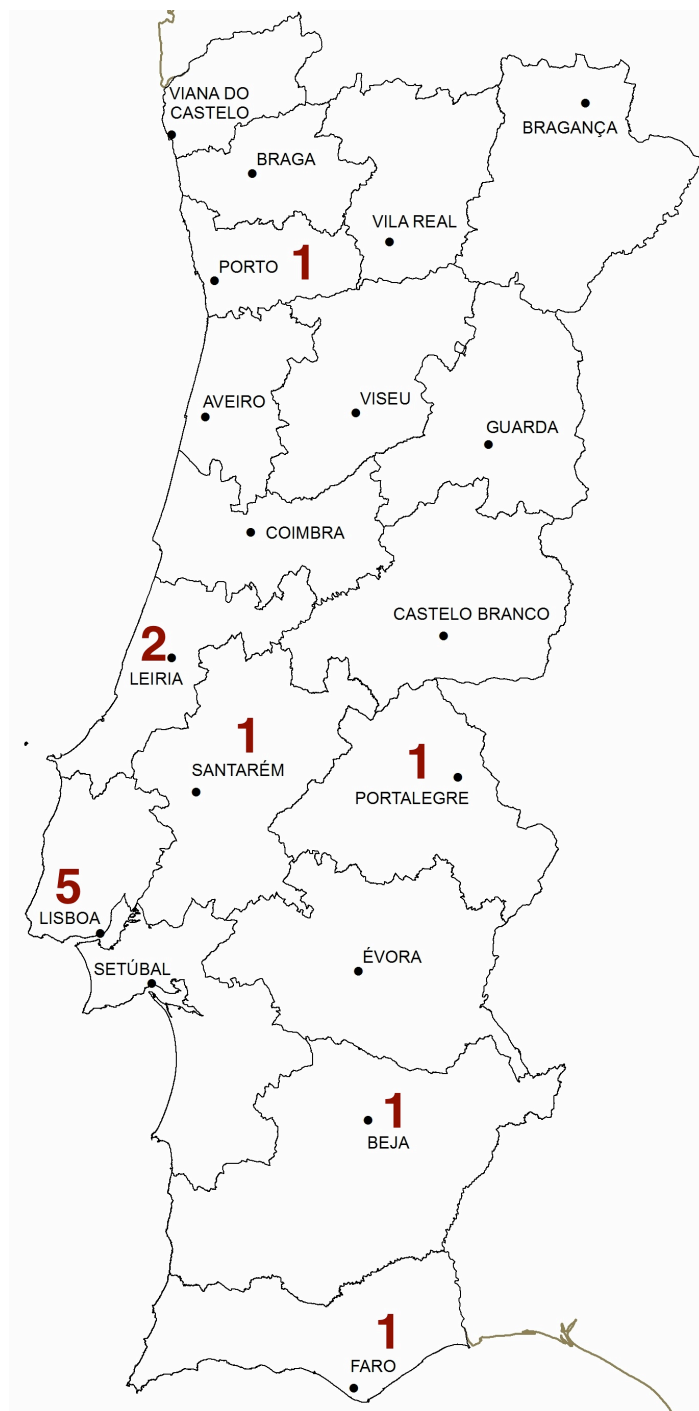 VIANA DO
CASTELO
BRAGANÇA
BRAGA
VILA REAL
PORTO 1
AVEIRO
VISEU
GUARDA
COIMBRA
CASTELO BRANCO
2
LEIRIA
1
SANTARÉM
1
PORTALEGRE
5
LISBOA
SETÚBAL
ÉVORA
1
BEJA
1
FARO